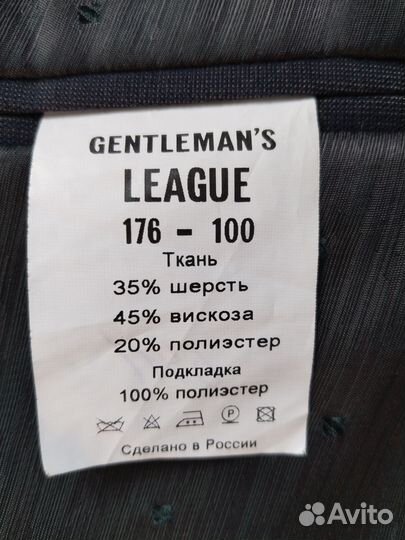 GENTLEMAN'S
LEAGUE
176 - 100
Ткань
35% шерсть
45% вискоза
20% полиэстер
Подкладка
100% полиэстер
P
Сделано в России
Avito